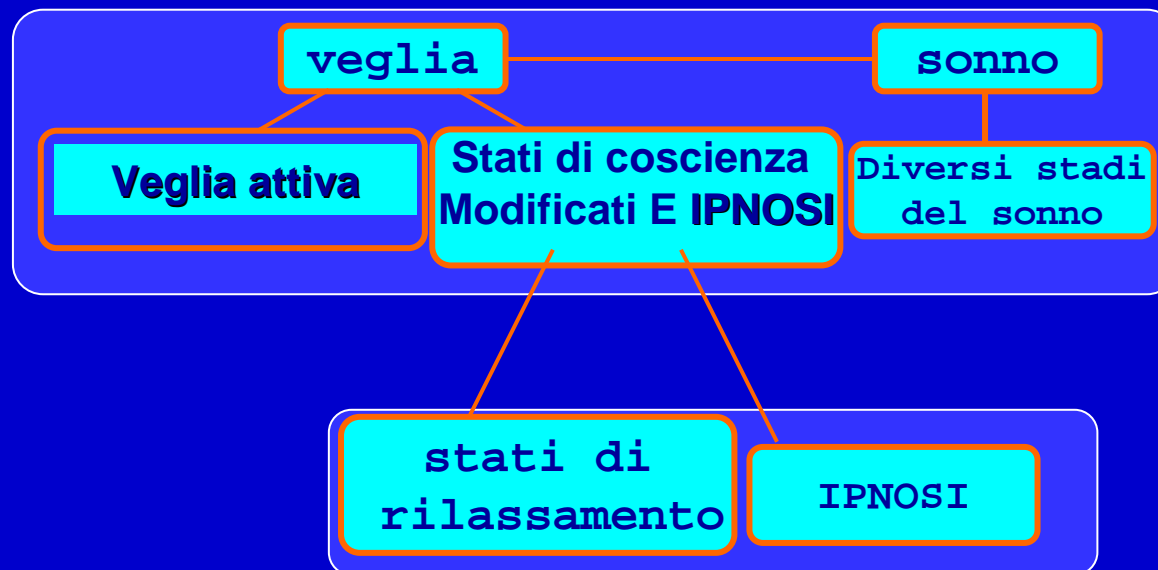 veglia
sonno
Veglia attiva
Stati di coscienza
Modificati E IPNOSI
Diversi stadi
del sonno
stati di
rilassamento
IPNOSI